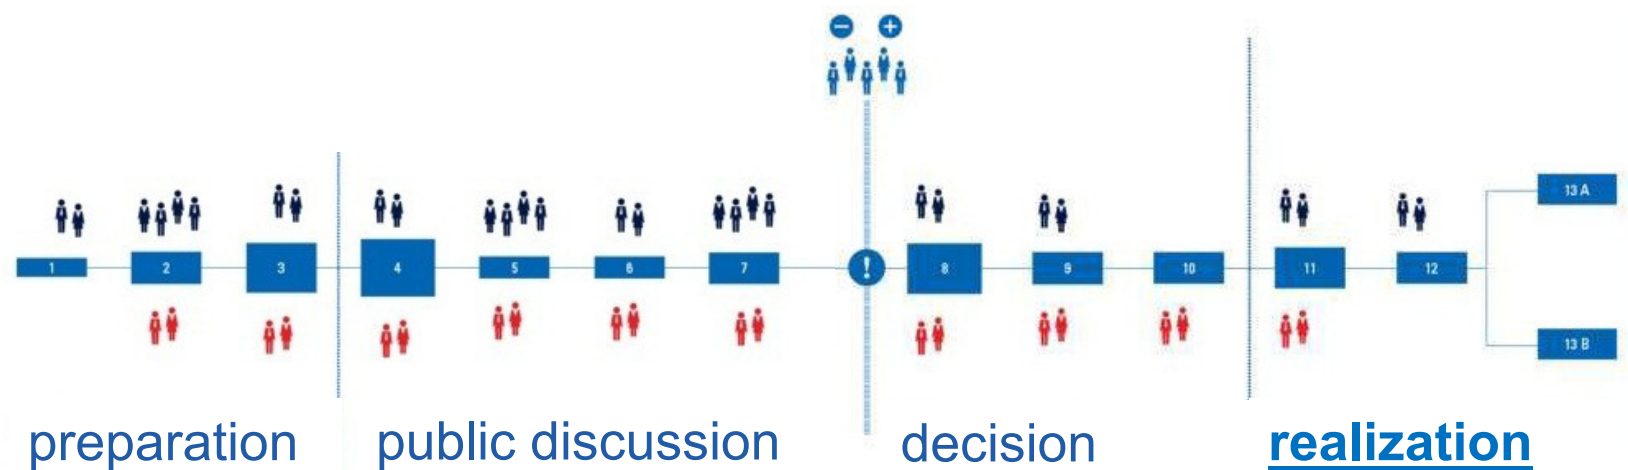 − +
13 A
1 2 3 4 5 6 7 ! 8 9 10 11 12
13 B
preparation public discussion decision realization